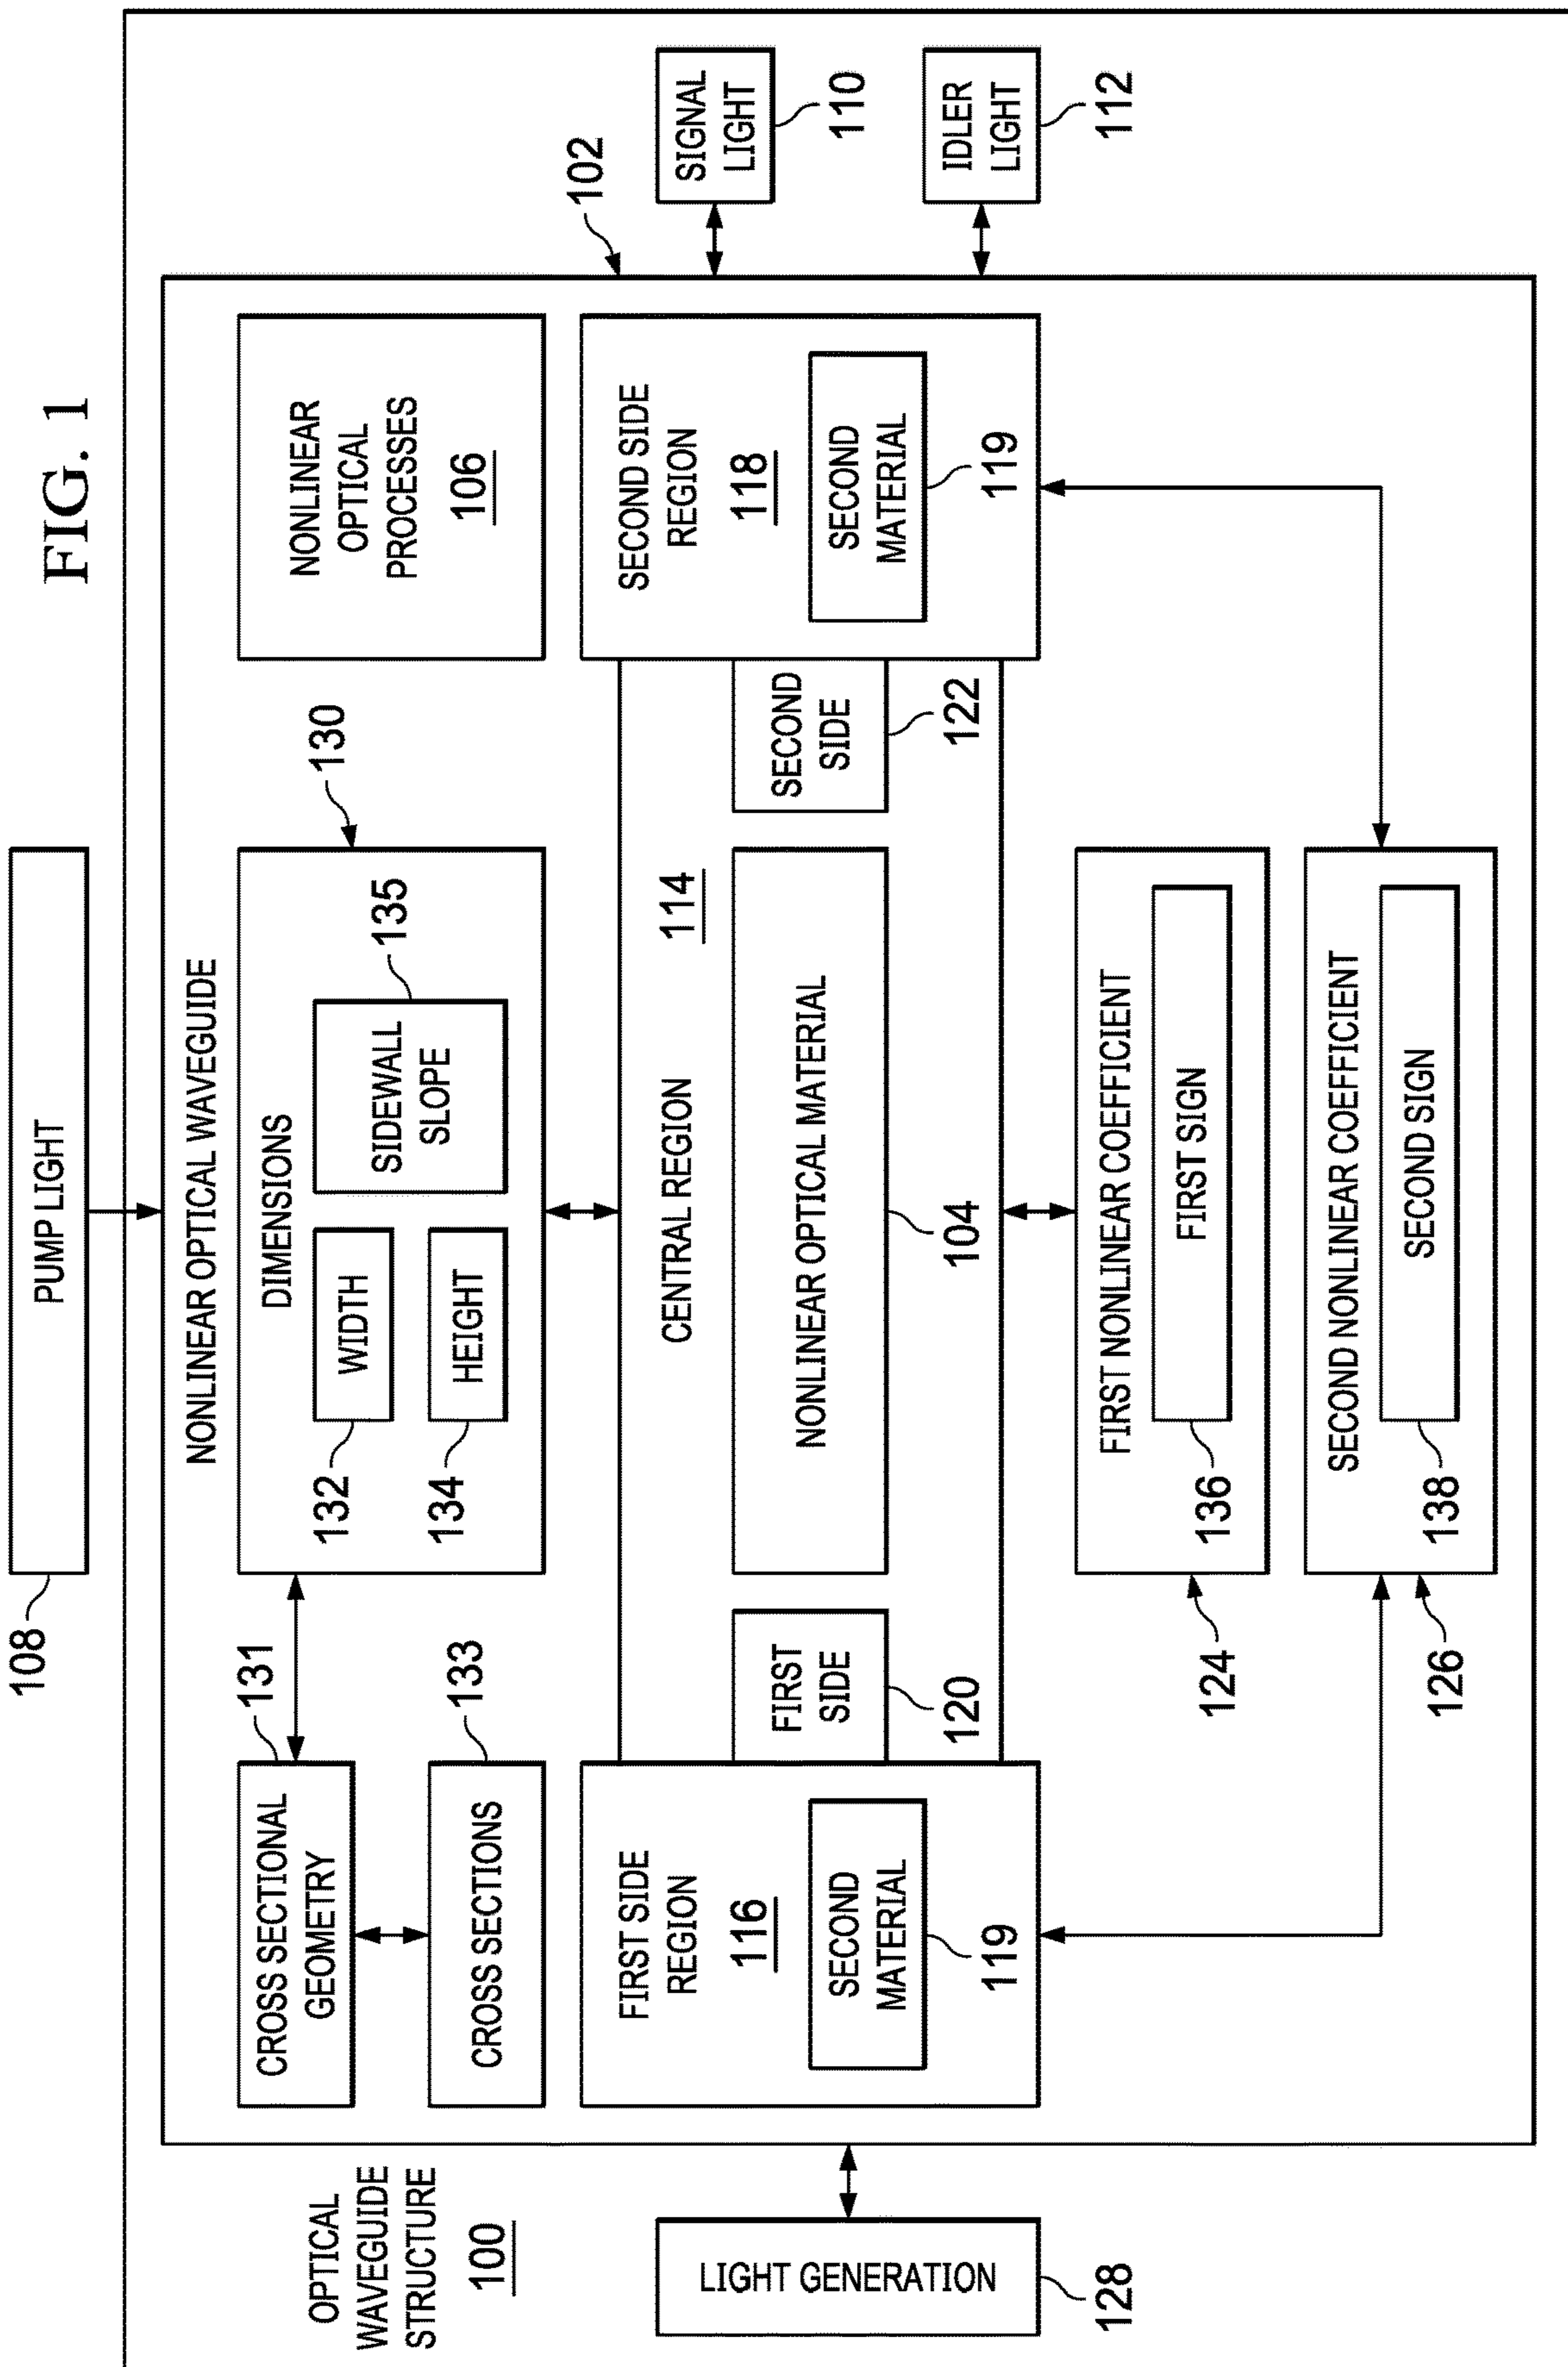 FIG. 1
108
PUMP LIGHT
OPTICAL
WAVEGUIDE
STRUCTURE
100
NONLINEAR OPTICAL WAVEGUIDE
102
CROSS SECTIONAL
GEOMETRY
131
CROSS SECTIONS
133
DIMENSIONS
130
WIDTH
132
HEIGHT
134
SIDEWALL
SLOPE
135
NONLINEAR
OPTICAL
PROCESSES
106
SIGNAL
LIGHT
110
IDLER
LIGHT
112
FIRST SIDE
REGION
116
SECOND
MATERIAL
119
FIRST
SIDE
120
CENTRAL REGION
114
NONLINEAR OPTICAL MATERIAL
104
SECOND
SIDE
122
SECOND SIDE
REGION
118
SECOND
MATERIAL
119
LIGHT GENERATION
128
FIRST NONLINEAR COEFFICIENT
124
FIRST SIGN
136
SECOND NONLINEAR COEFFICIENT
126
SECOND SIGN
138